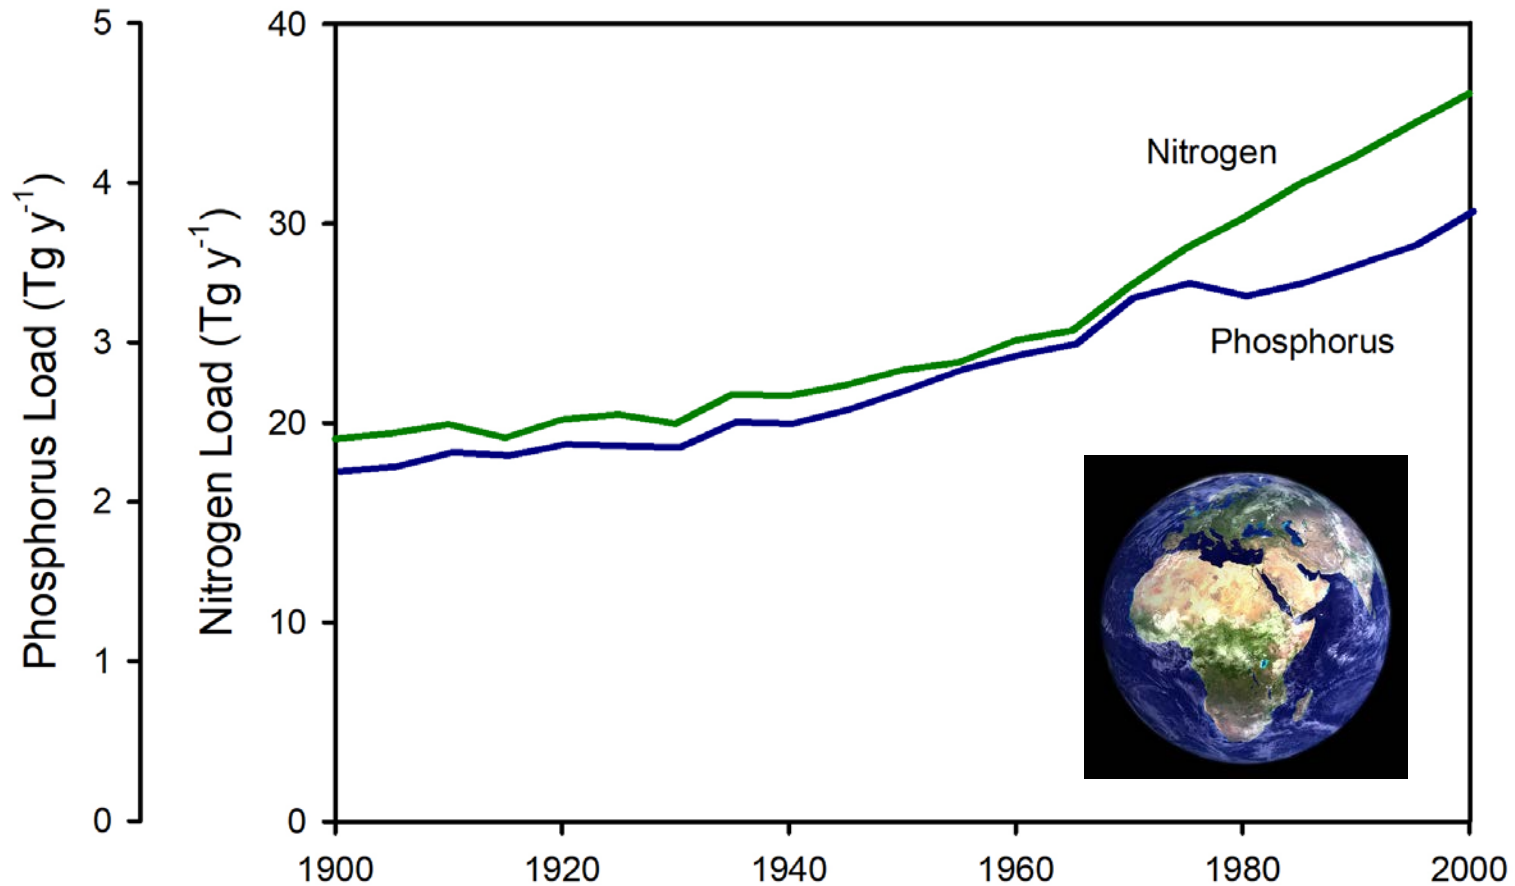 Phosphorus Load (Tg y-1)
5
4
3
2
1
0
Nitrogen Load (Tg y-1)
40
30
20
10
0
Nitrogen
Phosphorus
1900 1920 1940 1960 1980 2000